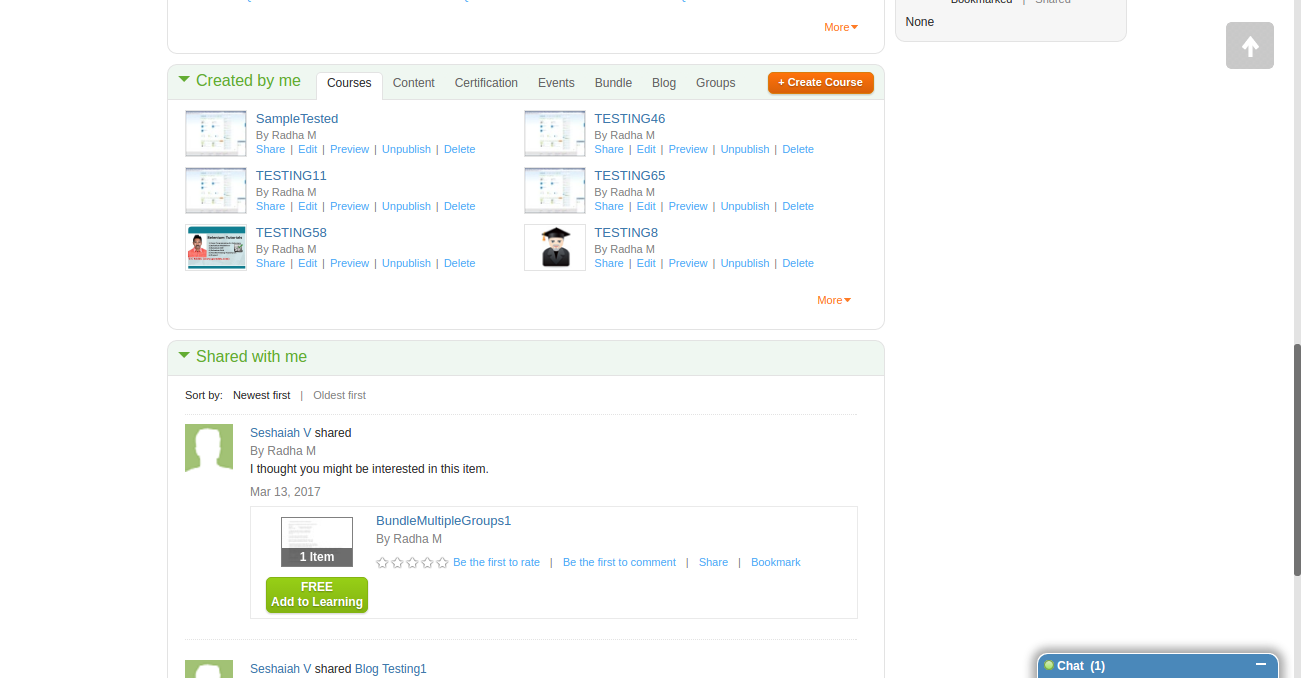 Bookmarked | Shared
None
More
Created by me
Courses
Content
Certification
Events
Bundle
Blog
Groups
+ Create Course
SampleTested
By Radha M
Share | Edit | Preview | Unpublish | Delete
TESTING46
By Radha M
Share | Edit | Preview | Unpublish | Delete
TESTING11
By Radha M
Share | Edit | Preview | Unpublish | Delete
TESTING65
By Radha M
Share | Edit | Preview | Unpublish | Delete
TESTING58
By Radha M
Share | Edit | Preview | Unpublish | Delete
TESTING8
By Radha M
Share | Edit | Preview | Unpublish | Delete
More
Shared with me
Sort by: Newest first | Oldest first
Seshaiah V shared
By Radha M
I thought you might be interested in this item.
Mar 13, 2017
1 Item
BundleMultipleGroups1
By Radha M
Be the first to rate | Be the first to comment | Share | Bookmark
FREE
Add to Learning
Seshaiah V shared Blog Testing1
Chat (1)